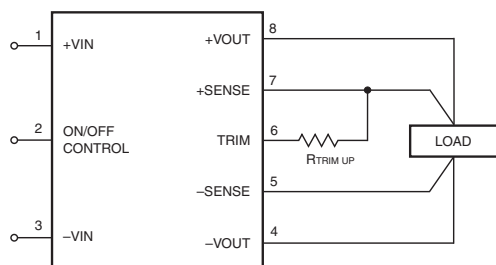 1
+VIN
+VOUT
8
+SENSE
7
2
ON/OFF
CONTROL
TRIM
6
RTRIM UP
LOAD
–SENSE
5
3
–VIN
–VOUT
4